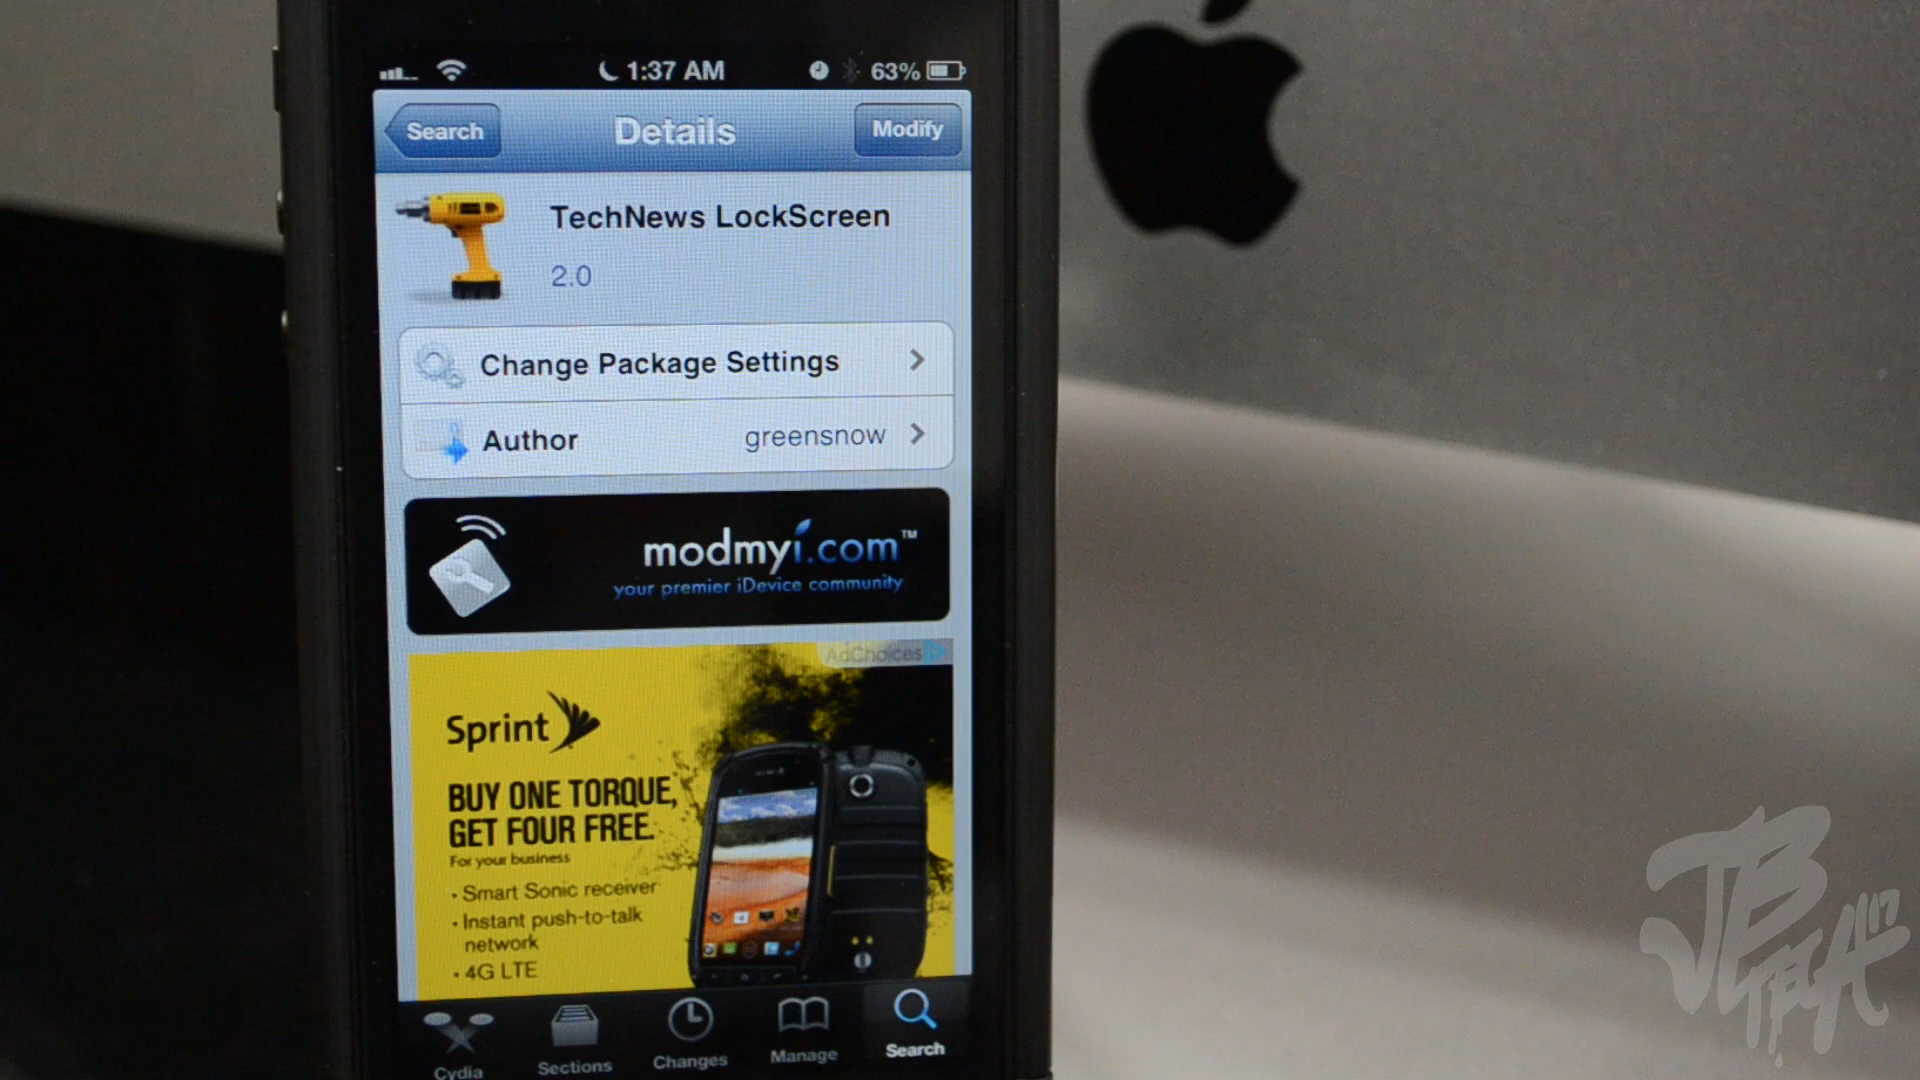 1:37 AM 63%
Search Details Modify
TechNews LockScreen
2.0
Change Package Settings
Author greensnow
modmyi.com™
your premier iDevice community
AdChoices
Sprint
BUY ONE TORQUE,
GET FOUR FREE.
For your business
• Smart Sonic receiver
• Instant push-to-talk
network
• 4G LTE
Cydia Sections Changes Manage Search